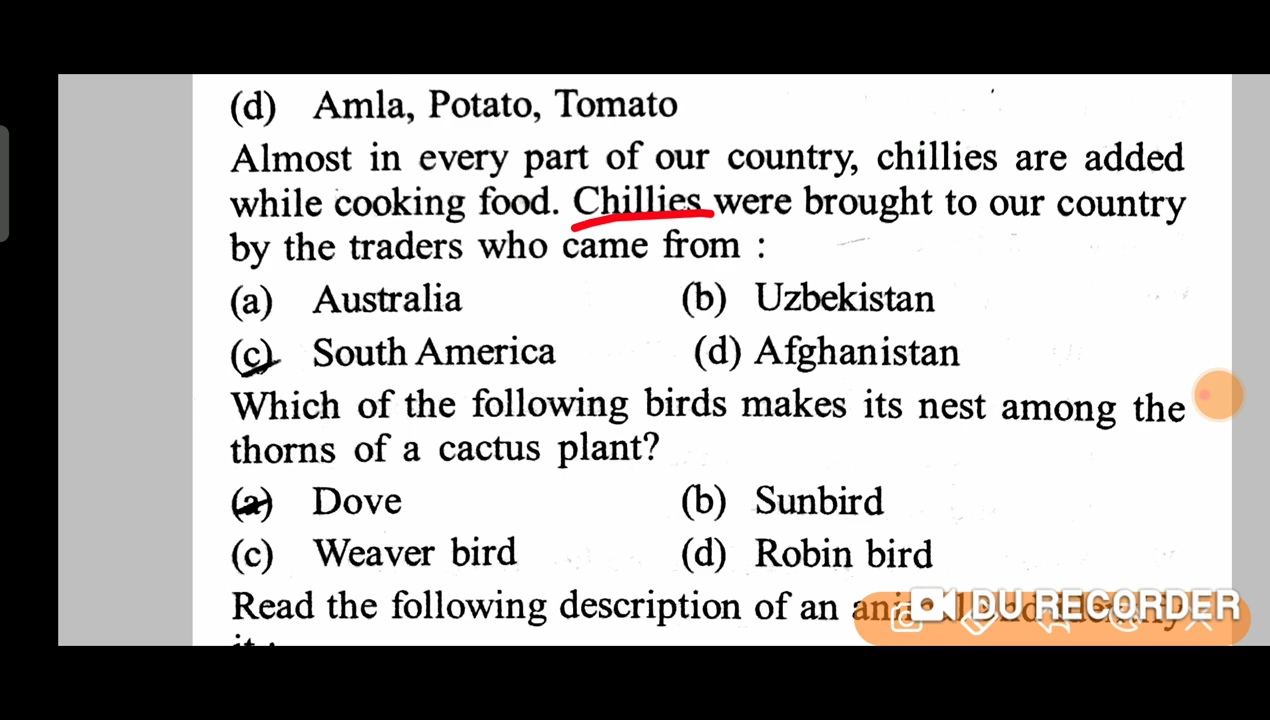 (d) Amla, Potato, Tomato
Almost in every part of our country, chillies are added
while cooking food. Chillies were brought to our country
by the traders who came from :
(a) Australia (b) Uzbekistan
(c) South America (d) Afghanistan
Which of the following birds makes its nest among the
thorns of a cactus plant?
(a) Dove (b) Sunbird
(c) Weaver bird (d) Robin bird
Read the following description of an
DU RECORDER